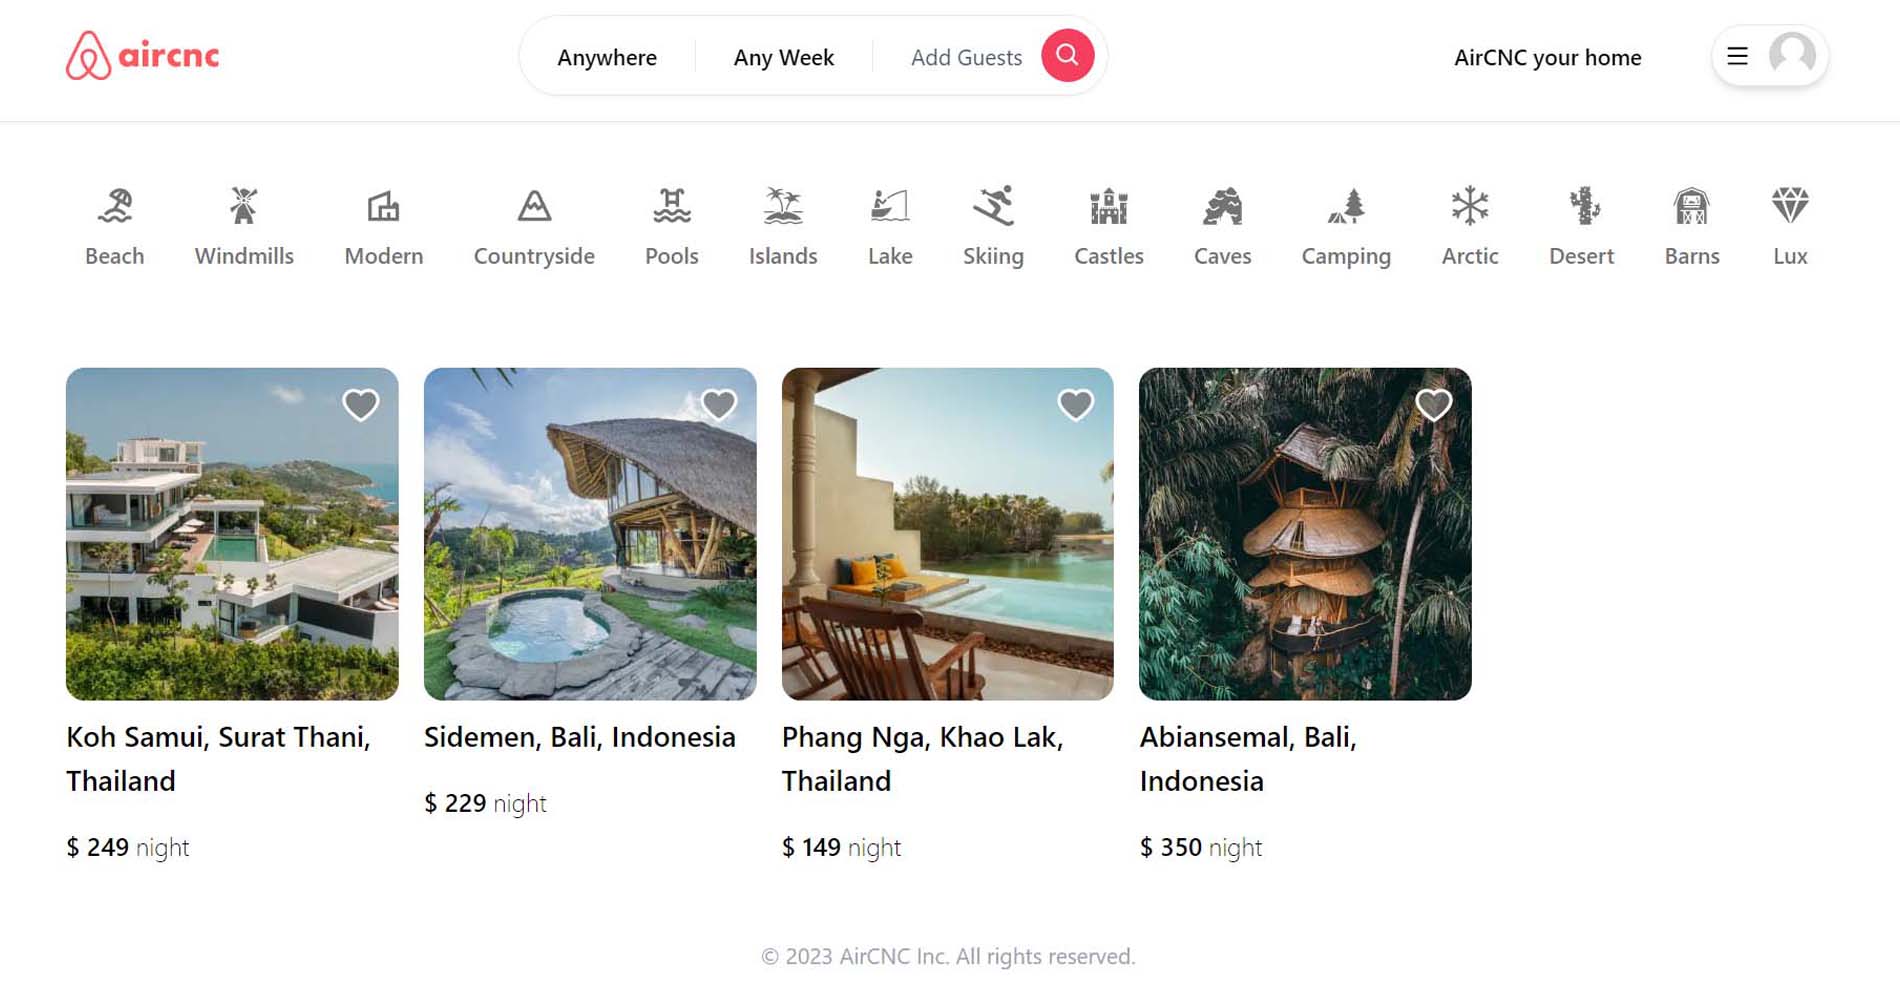 aircnc
Anywhere
Any Week
Add Guests
AirCNC your home
Beach
Windmills
Modern
Countryside
Pools
Islands
Lake
Skiing
Castles
Caves
Camping
Arctic
Desert
Barns
Lux
Koh Samui, Surat Thani,
Thailand
$ 249 night
Sidemen, Bali, Indonesia
$ 229 night
Phang Nga, Khao Lak,
Thailand
$ 149 night
Abiansemal, Bali,
Indonesia
$ 350 night
© 2023 AirCNC Inc. All rights reserved.